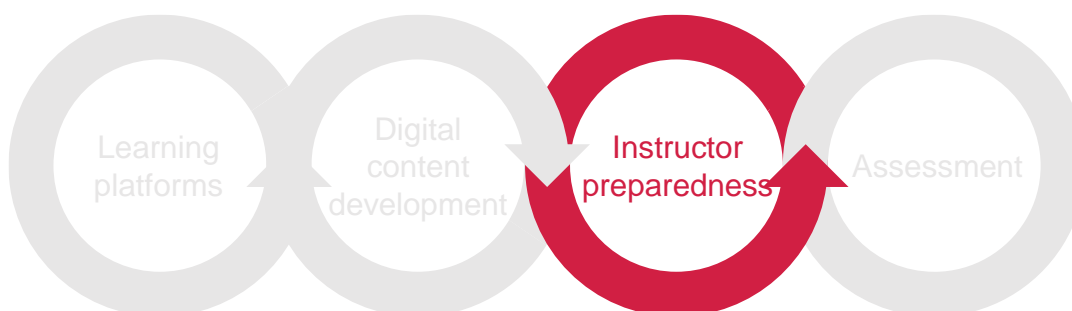 Learning
platforms
Digital
content
development
Instructor
preparedness
Assessment